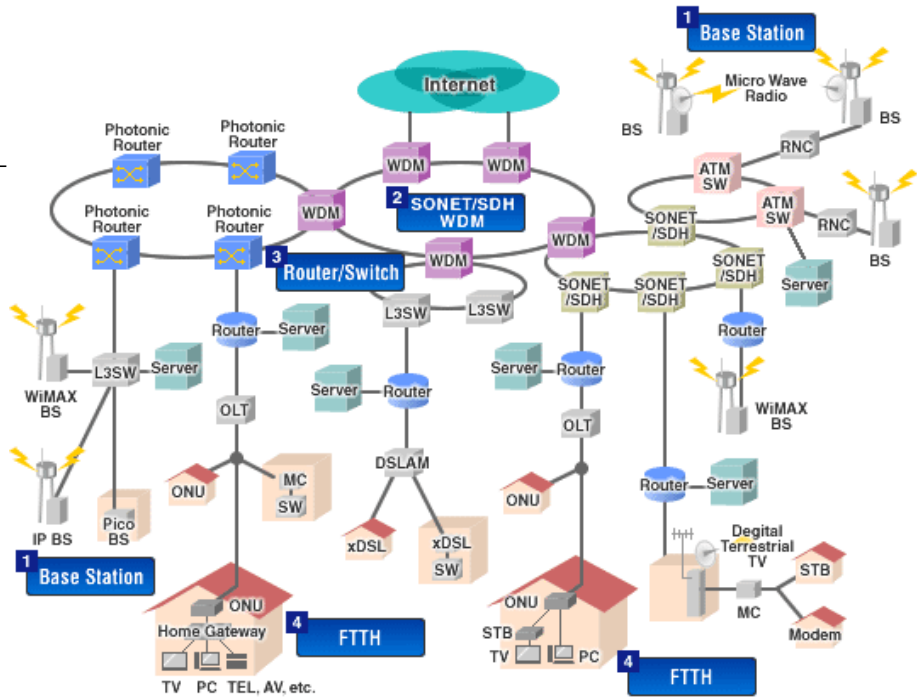 1
Base Station
Internet
Micro Wave
Radio
BS
BS
Photonic
Router
Photonic
Router
WDM
WDM
RNC
ATM
SW
2
SONET/SDH
WDM
WDM
ATM
SW
Photonic
Router
Photonic
Router
SONET
/SDH
RNC
BS
WDM
3
Router/Switch
WDM
SONET
/SDH
Server
SONET
/SDH
SONET
/SDH
L3SW
L3SW
Router
Server
Router
L3SW
Server
Server
Router
Server
Router
WiMAX
BS
OLT
WiMAX
BS
OLT
DSLAM
ONU
MC
SW
ONU
Router
Server
IP BS
Pico
BS
xDSL
xDSL
SW
Degital
Terrestrial
TV
STB
1
Base Station
MC
Modem
ONU
Home Gateway
4
FTTH
ONU
STB
TV
PC
4
FTTH
TV
PC
TEL, AV, etc.